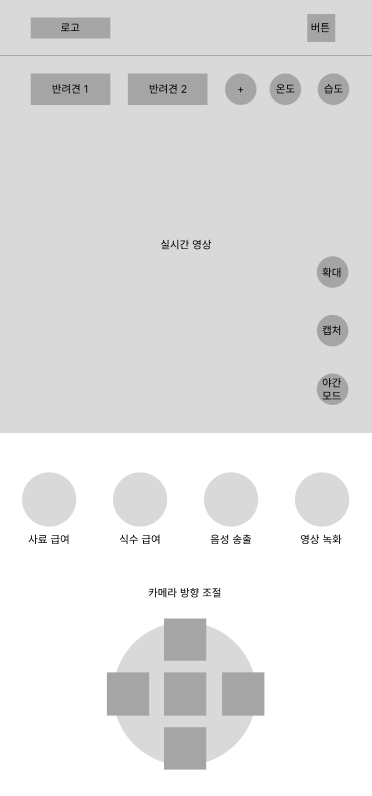 로고
버튼
반려견 1
반려견 2
+
온도
습도
실시간 영상
확대
캡처
야간
모드
사료 급여
식수 급여
음성 송출
영상 녹화
카메라 방향 조절